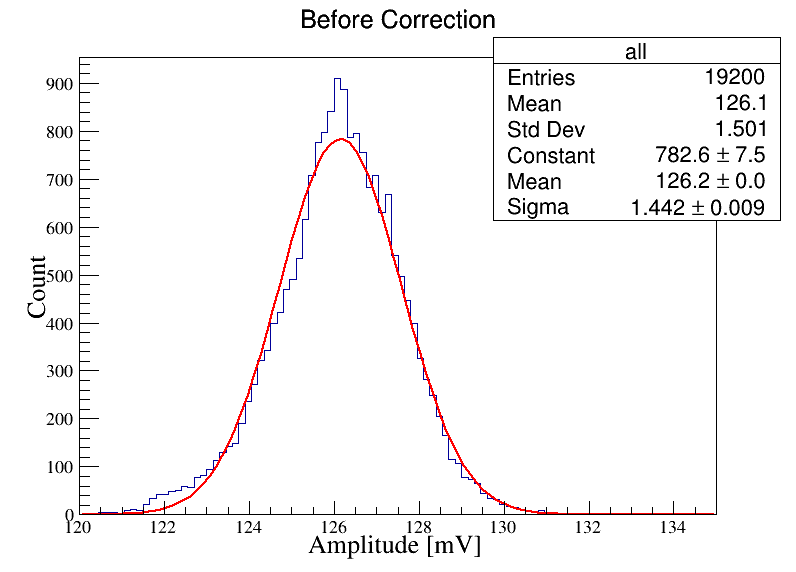 Before Correction
all
Entries 19200
Mean 126.1
Std Dev 1.501
Constant 782.6 ± 7.5
Mean 126.2 ± 0.0
Sigma 1.442 ± 0.009
900
800
700
600
500
400
300
200
100
0
Count
120 122 124 126 128 130 132 134
Amplitude [mV]